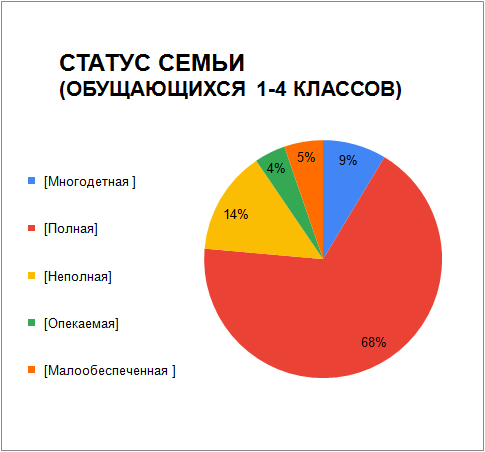 СТАТУС СЕМЬИ
(ОБУЩАЮЩИХСЯ 1-4 КЛАССОВ)
[Многодетная ]
[Полная]
[Неполная]
[Опекаемая]
[Малообеспеченная ]
9%
68%
14%
4%
5%